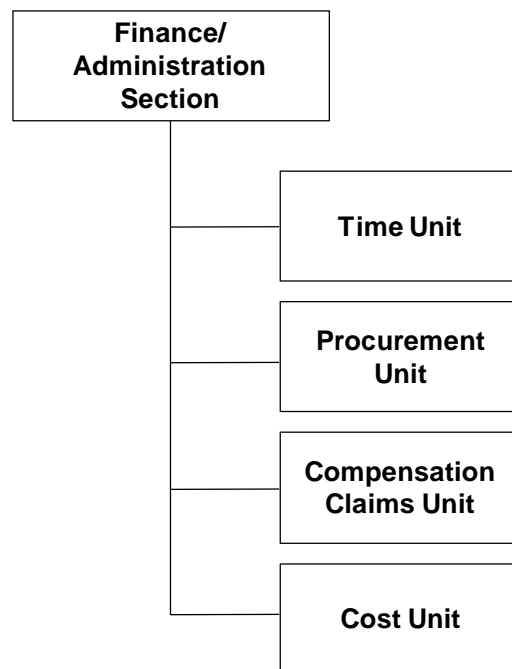 Finance/
Administration
Section
Time Unit
Procurement
Unit
Compensation
Claims Unit
Cost Unit